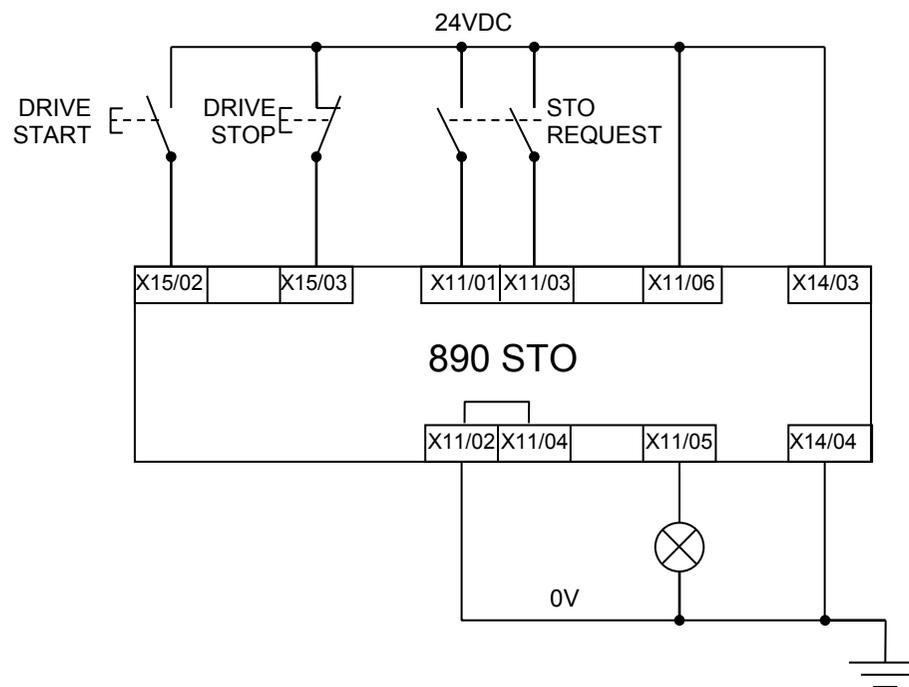 24VDC
DRIVE
START
DRIVE
STOP
STO
REQUEST
X15/02
X15/03
X11/01
X11/03
X11/06
X14/03
890 STO
X11/02
X11/04
X11/05
X14/04
0V